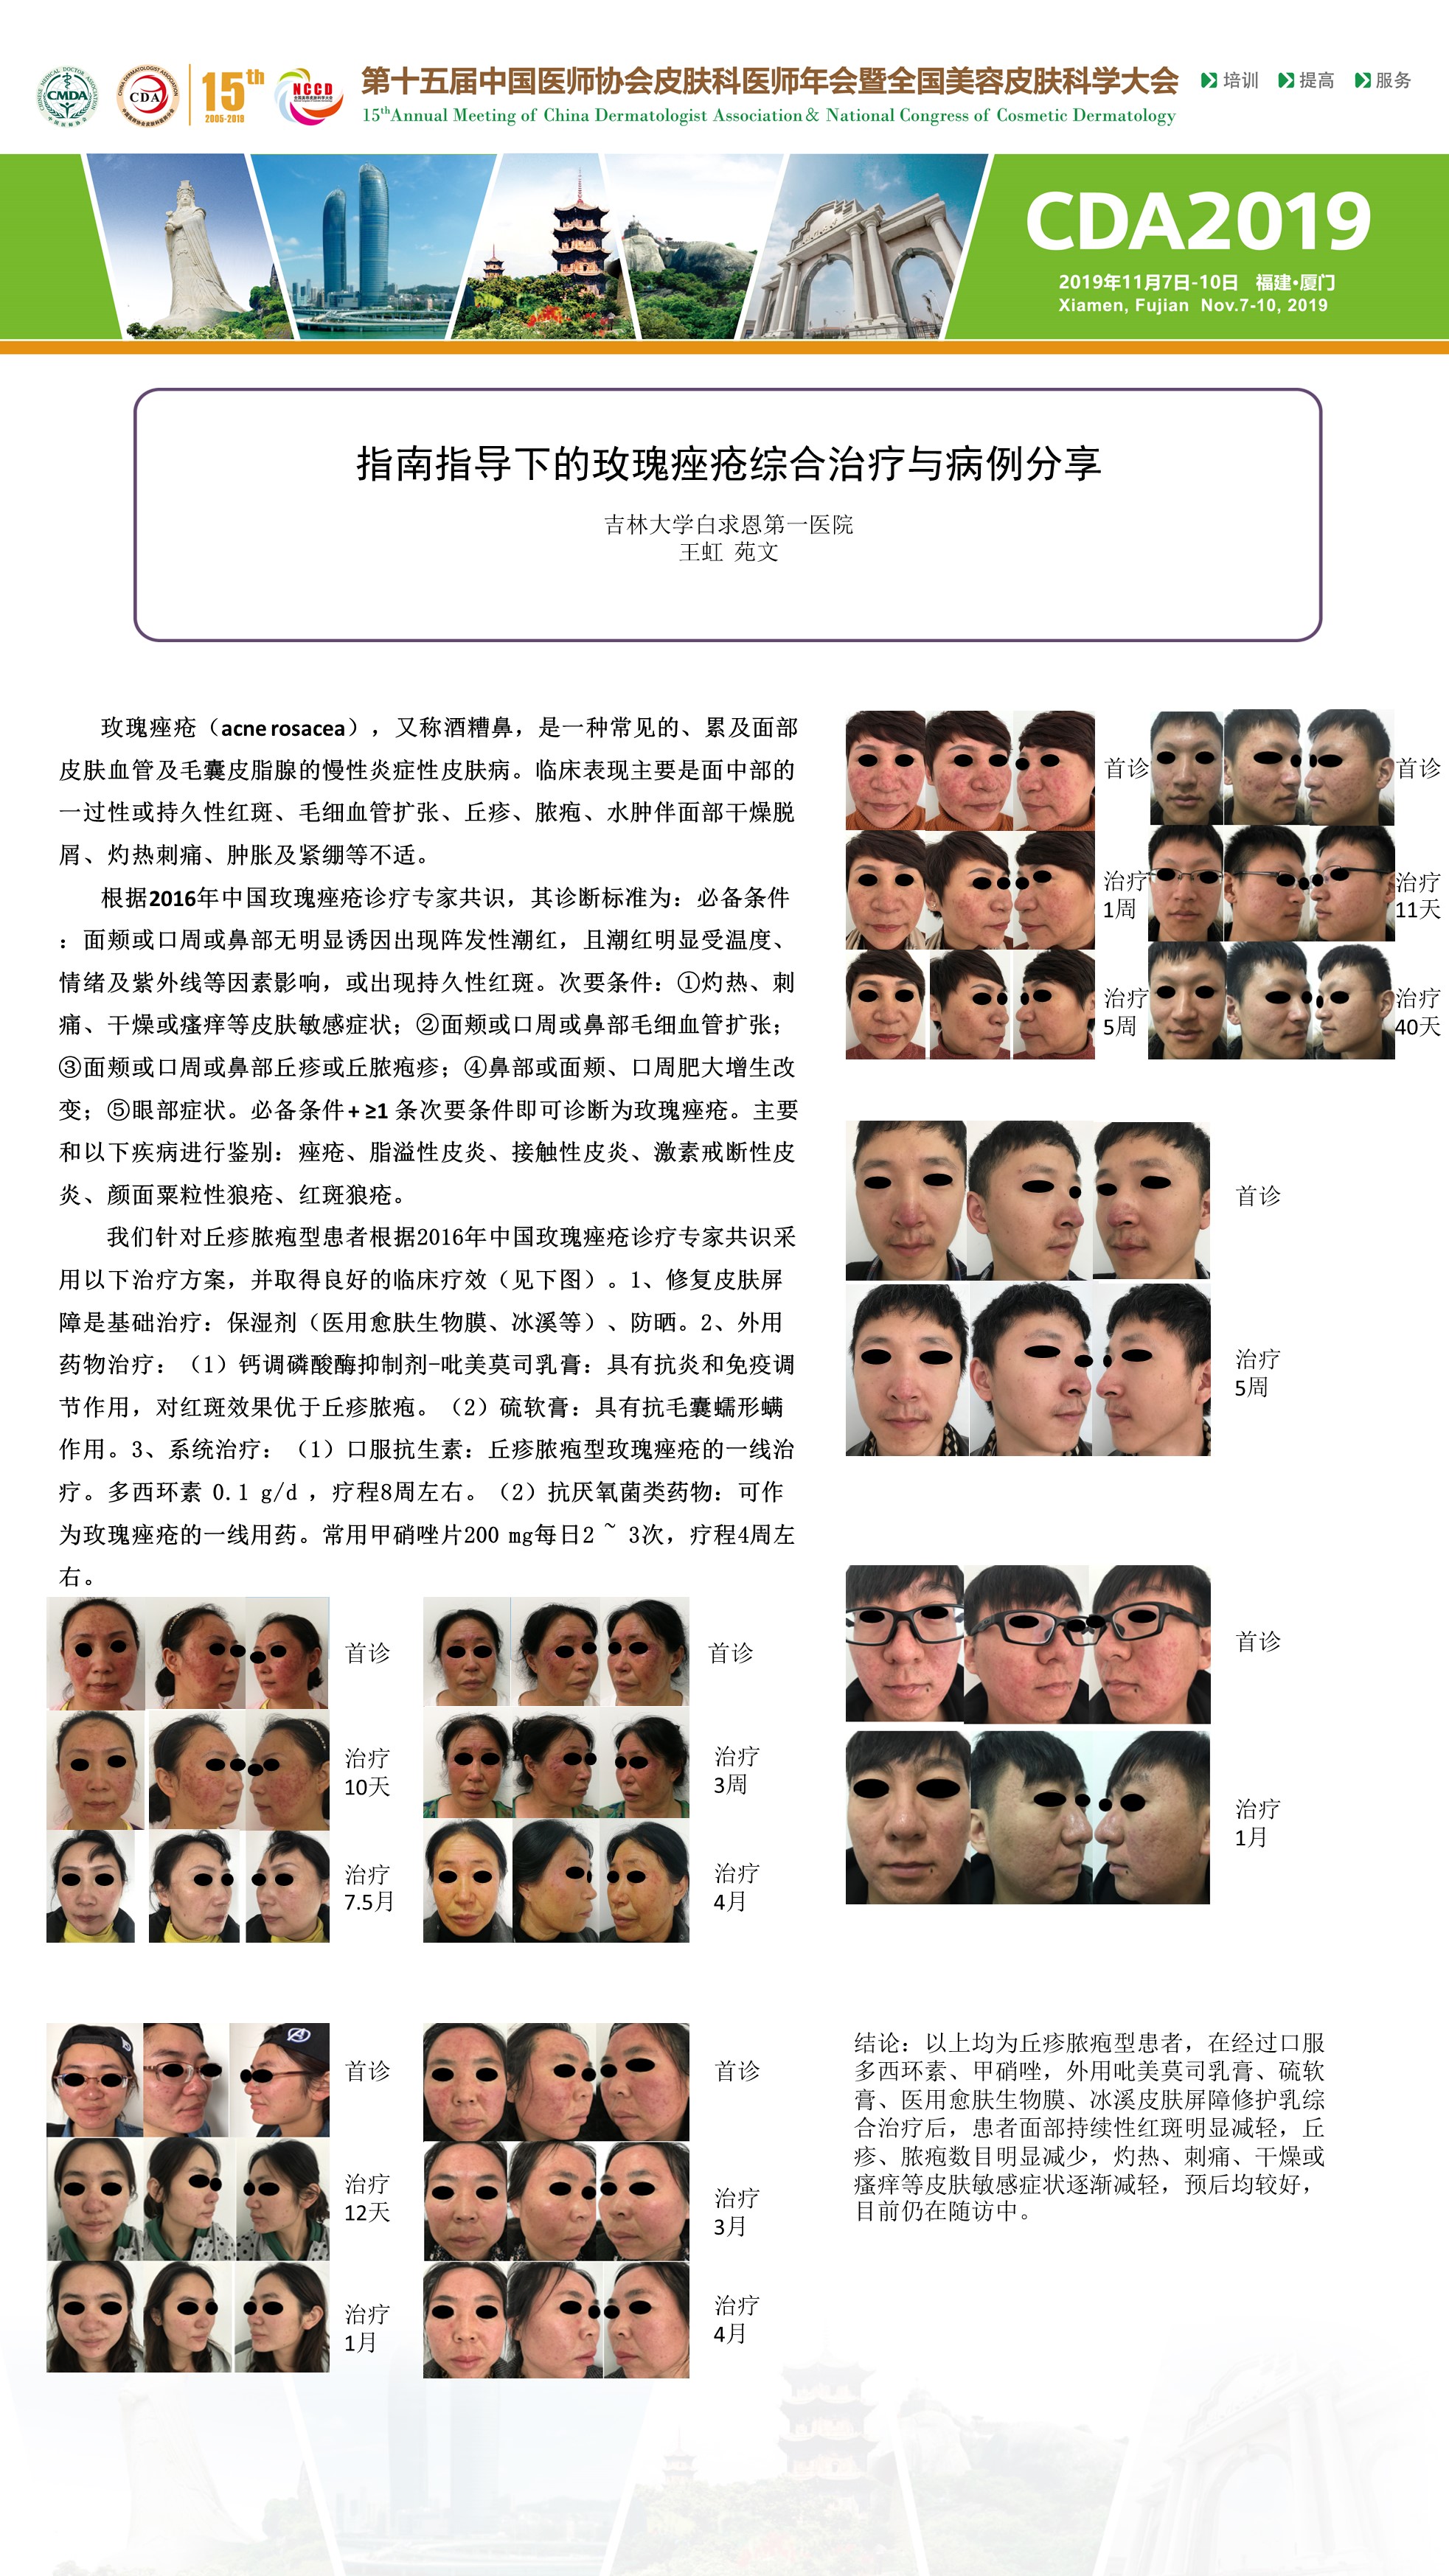 CMDA
CDA
15th
2005-2019
NCCD
第十五届中国医师协会皮肤科医师年会暨全国美容皮肤科学大会
15thAnnual Meeting of China Dermatologist Association & National Congress of Cosmetic Dermatology
培训 提高 服务
CDA2019
2019年11月7日-10日 福建•厦门
Xiamen, Fujian Nov.7-10, 2019
指南指导下的玫瑰痤疮综合治疗与病例分享
吉林大学白求恩第一医院
王虹 苑文
玫瑰痤疮（acne rosacea），又称酒糟鼻，是一种常见的、累及面部
皮肤血管及毛囊皮脂腺的慢性炎症性皮肤病。临床表现主要是面中部的
一过性或持久性红斑、毛细血管扩张、丘疹、脓疱、水肿伴面部干燥脱
屑、灼热刺痛、肿胀及紧绷等不适。
根据2016年中国玫瑰痤疮诊疗专家共识，其诊断标准为：必备条件
：面颊或口周或鼻部无明显诱因出现阵发性潮红，且潮红明显受温度、
情绪及紫外线等因素影响，或出现持久性红斑。次要条件：①灼热、刺
痛、干燥或瘙痒等皮肤敏感症状；②面颊或口周或鼻部毛细血管扩张；
③面颊或口周或鼻部丘疹或丘脓疱疹；④鼻部或面颊、口周肥大增生改
变；⑤眼部症状。必备条件+ ≥1 条次要条件即可诊断为玫瑰痤疮。主要
和以下疾病进行鉴别：痤疮、脂溢性皮炎、接触性皮炎、激素戒断性皮
炎、颜面粟粒性狼疮、红斑狼疮。
我们针对丘疹脓疱型患者根据2016年中国玫瑰痤疮诊疗专家共识采
用以下治疗方案，并取得良好的临床疗效（见下图）。1、修复皮肤屏
障是基础治疗：保湿剂（医用愈肤生物膜、冰溪等）、防晒。2、外用
药物治疗：（1）钙调磷酸酶抑制剂-吡美莫司乳膏：具有抗炎和免疫调
节作用，对红斑效果优于丘疹脓疱。（2）硫软膏：具有抗毛囊蠕形螨
作用。3、系统治疗：（1）口服抗生素：丘疹脓疱型玫瑰痤疮的一线治
疗。多西环素 0.1 g/d ，疗程8周左右。（2）抗厌氧菌类药物：可作
为玫瑰痤疮的一线用药。常用甲硝唑片200 mg每日2 ~ 3次，疗程4周左
右。
首诊
治疗
10天
治疗
7.5月
首诊
治疗
3周
治疗
4月
首诊
治疗
12天
治疗
1月
首诊
治疗
3月
治疗
4月
首诊
治疗
1周
治疗
5周
首诊
治疗
11天
治疗
40天
首诊
治疗
5周
首诊
治疗
1月
结论：以上均为丘疹脓疱型患者，在经过口服
多西环素、甲硝唑，外用吡美莫司乳膏、硫软
膏、医用愈肤生物膜、冰溪皮肤屏障修护乳综
合治疗后，患者面部持续性红斑明显减轻，丘
疹、脓疱数目明显减少，灼热、刺痛、干燥或
瘙痒等皮肤敏感症状逐渐减轻，预后均较好，
目前仍在随访中。